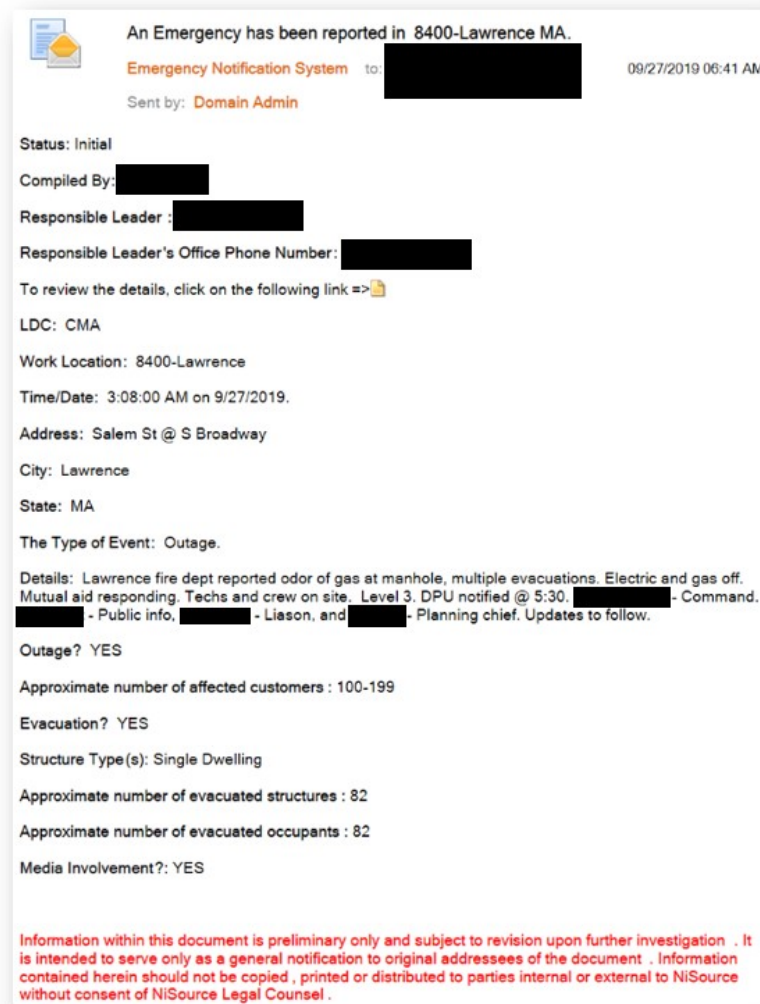 An Emergency has been reported in 8400-Lawrence MA.
Emergency Notification System to: 09/27/2019 06:41 AM
Sent by: Domain Admin
Status: Initial
Compiled By:
Responsible Leader :
Responsible Leader's Office Phone Number:
To review the details, click on the following link =>
LDC: CMA
Work Location: 8400-Lawrence
Time/Date: 3:08:00 AM on 9/27/2019.
Address: Salem St @ S Broadway
City: Lawrence
State: MA
The Type of Event: Outage.
Details: Lawrence fire dept reported odor of gas at manhole, multiple evacuations. Electric and gas off.
Mutual aid responding. Techs and crew on site. Level 3. DPU notified @ 5:30. - Command.
- Public info, - Liason, and - Planning chief. Updates to follow.
Outage? YES
Approximate number of affected customers : 100-199
Evacuation? YES
Structure Type(s): Single Dwelling
Approximate number of evacuated structures : 82
Approximate number of evacuated occupants : 82
Media Involvement?: YES
Information within this document is preliminary only and subject to revision upon further investigation . It
is intended to serve only as a general notification to original addressees of the document . Information
contained herein should not be copied , printed or distributed to parties internal or external to NiSource
without consent of NiSource Legal Counsel .